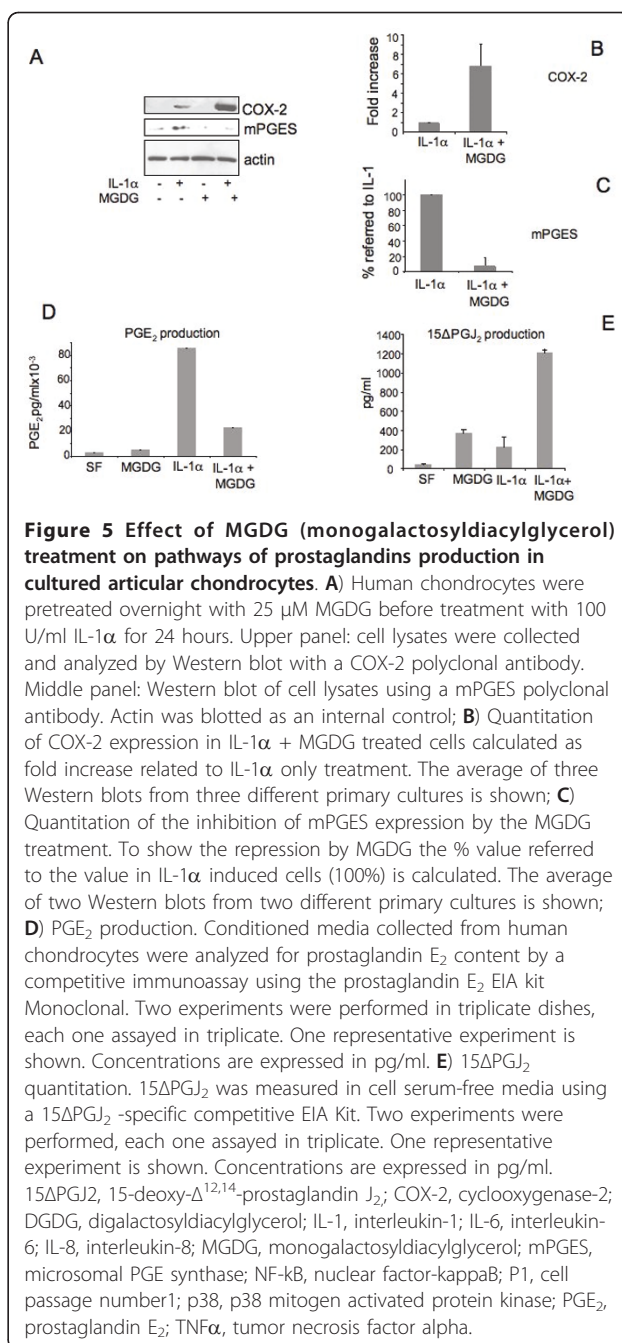 A
COX-2
mPGES
actin
IL-1α - + - +
MGDG - - + +
B
COX-2
Fold increase
10
8
6
4
2
0
IL-1α
IL-1α +
MGDG
C
mPGES
% referred to IL-1
100
80
60
40
20
0
IL-1α
IL-1α +
MGDG
D
PGE2 production
PGE2pg/mlx10-3
80
60
40
20
0
SF MGDG IL-1α IL-1α +
MGDG
E
15ΔPGJ2 production
pg/ml
1400
1200
1000
800
600
400
200
0
SF MGDG IL-1α IL-1α+
MGDG
Figure 5 Effect of MGDG (monogalactosyldiacylglycerol)
treatment on pathways of prostaglandins production in
cultured articular chondrocytes. A) Human chondrocytes were
pretreated overnight with 25 μM MGDG before treatment with 100
U/ml IL-1α for 24 hours. Upper panel: cell lysates were collected
and analyzed by Western blot with a COX-2 polyclonal antibody.
Middle panel: Western blot of cell lysates using a mPGES polyclonal
antibody. Actin was blotted as an internal control; B) Quantitation
of COX-2 expression in IL-1α + MGDG treated cells calculated as
fold increase related to IL-1α only treatment. The average of three
Western blots from three different primary cultures is shown; C)
Quantitation of the inhibition of mPGES expression by the MGDG
treatment. To show the repression by MGDG the % value referred
to the value in IL-1α induced cells (100%) is calculated. The average
of two Western blots from two different primary cultures is shown;
D) PGE2 production. Conditioned media collected from human
chondrocytes were analyzed for prostaglandin E2 content by a
competitive immunoassay using the prostaglandin E2 EIA kit
Monoclonal. Two experiments were performed in triplicate dishes,
each one assayed in triplicate. One representative experiment is
shown. Concentrations are expressed in pg/ml. E) 15ΔPGJ2
quantitation. 15ΔPGJ2 was measured in cell serum-free media using
a 15ΔPGJ2 -specific competitive EIA Kit. Two experiments were
performed, each one assayed in triplicate. One representative
experiment is shown. Concentrations are expressed in pg/ml.
15ΔPGJ2, 15-deoxy-Δ12,14-prostaglandin J2; COX-2, cyclooxygenase-2;
DGDG, digalactosyldiacylglycerol; IL-1, interleukin-1; IL-6, interleukin-
6; IL-8, interleukin-8; MGDG, monogalactosyldiacylglycerol; mPGES,
microsomal PGE synthase; NF-kB, nuclear factor-kappaB; P1, cell
passage number1; p38, p38 mitogen activated protein kinase; PGE2,
prostaglandin E2; TNFα, tumor necrosis factor alpha.